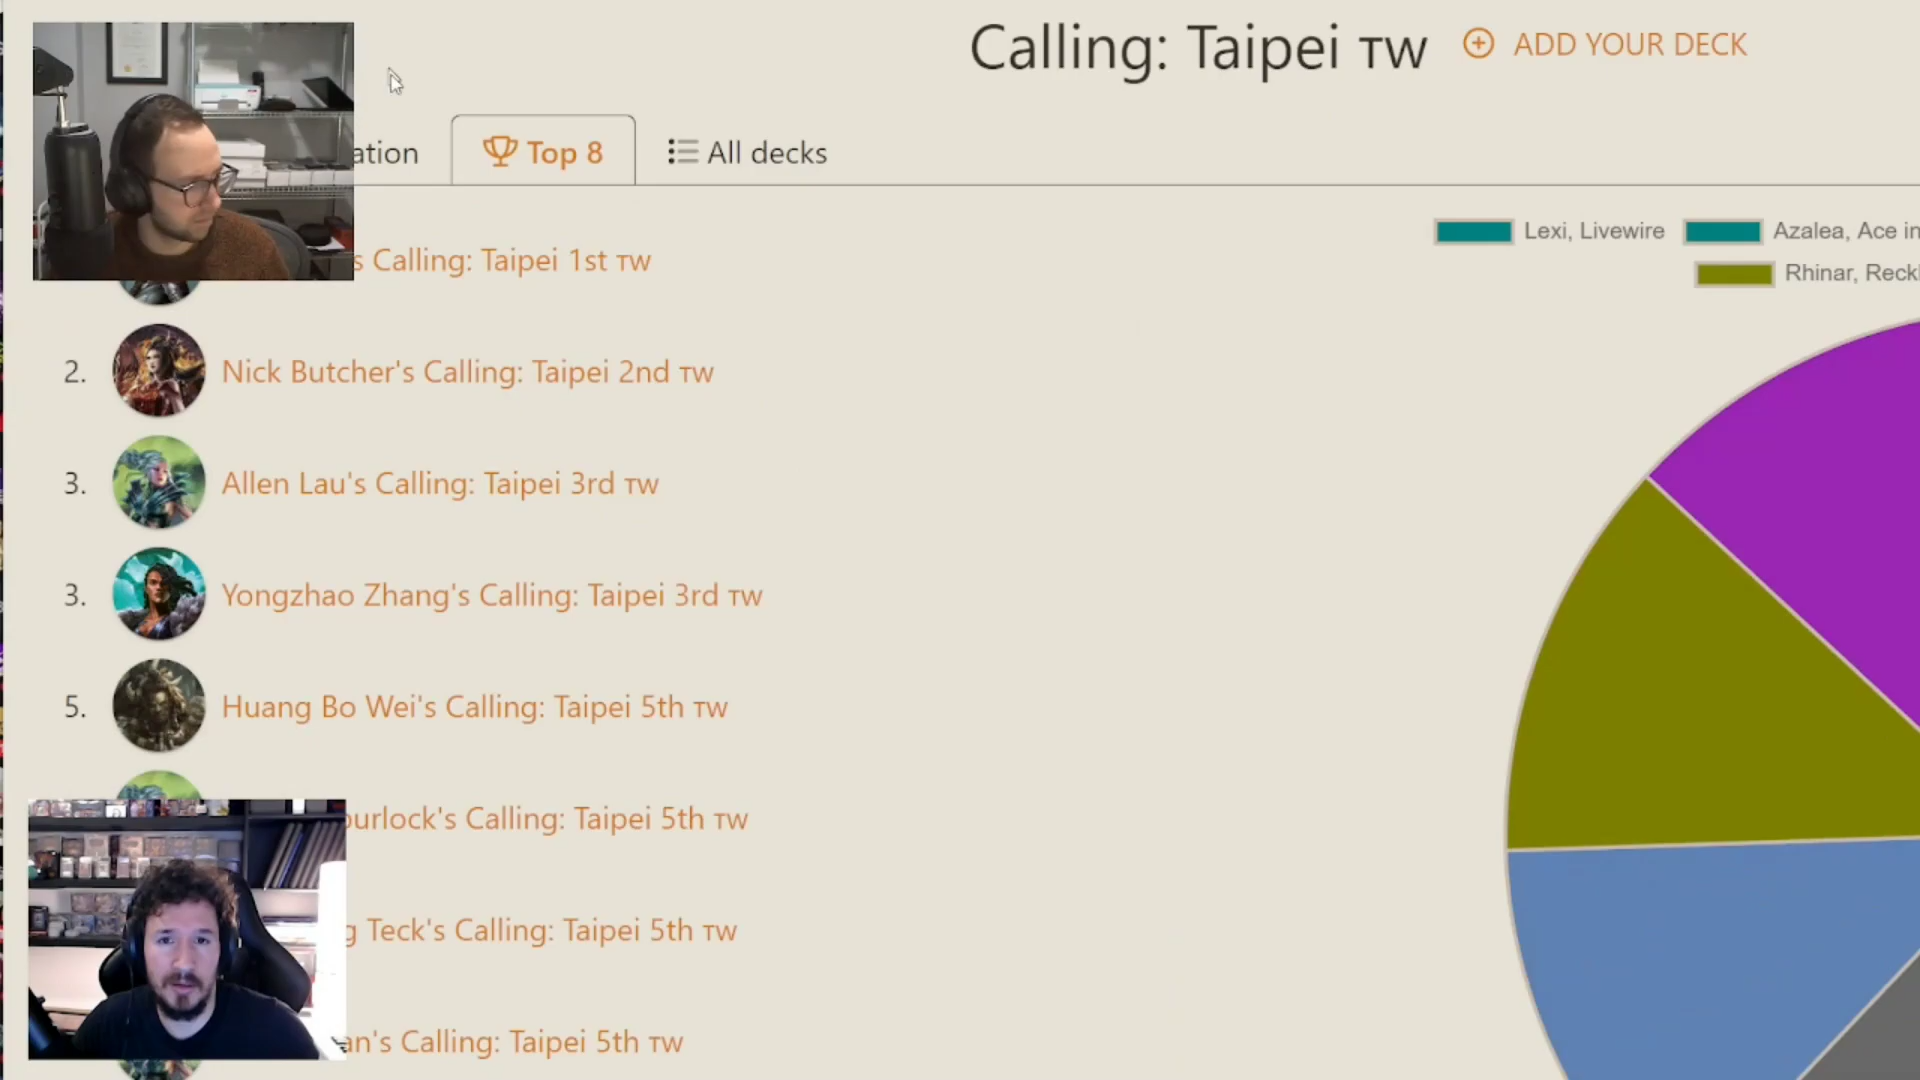 Calling: Taipei TW
ADD YOUR DECK
ation
Top 8
All decks
Lexi, Livewire
Azalea, Ace in
Rhinar, Reckl
s Calling: Taipei 1st TW
2. Nick Butcher's Calling: Taipei 2nd TW
3. Allen Lau's Calling: Taipei 3rd TW
3. Yongzhao Zhang's Calling: Taipei 3rd TW
5. Huang Bo Wei's Calling: Taipei 5th TW
ourlock's Calling: Taipei 5th TW
g Teck's Calling: Taipei 5th TW
an's Calling: Taipei 5th TW